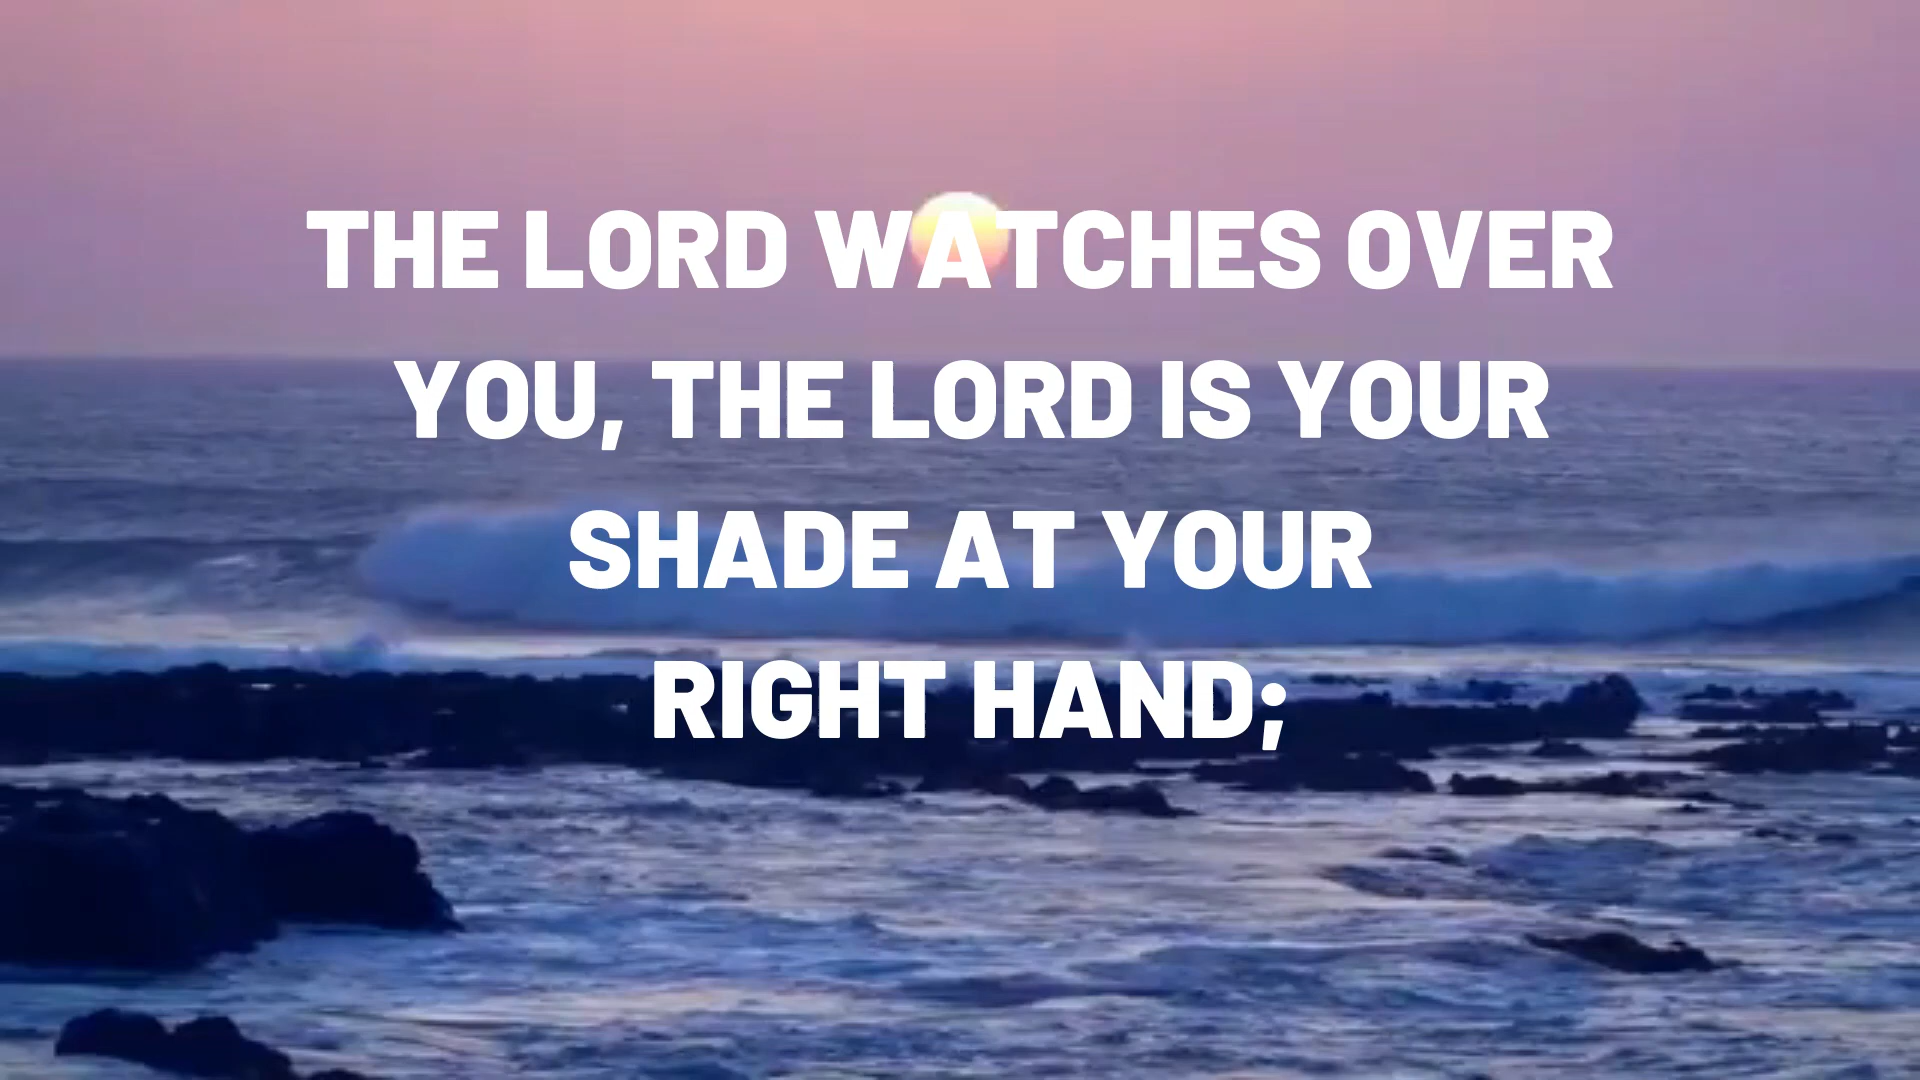 THE LORD WATCHES OVER
YOU, THE LORD IS YOUR
SHADE AT YOUR
RIGHT HAND;